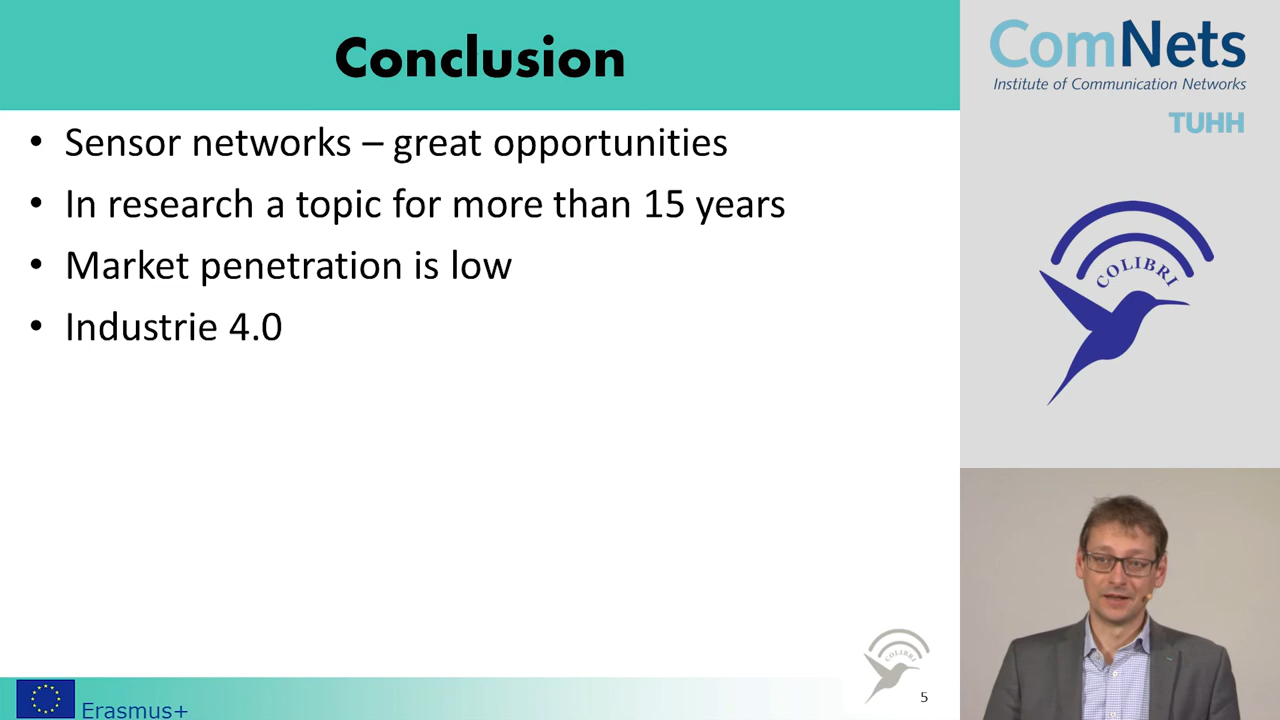 Conclusion
• Sensor networks – great opportunities
• In research a topic for more than 15 years
• Market penetration is low
• Industrie 4.0
ComNets
Institute of Communication Networks
TUHH
COLIBRI
COLIBRI
Erasmus+
5